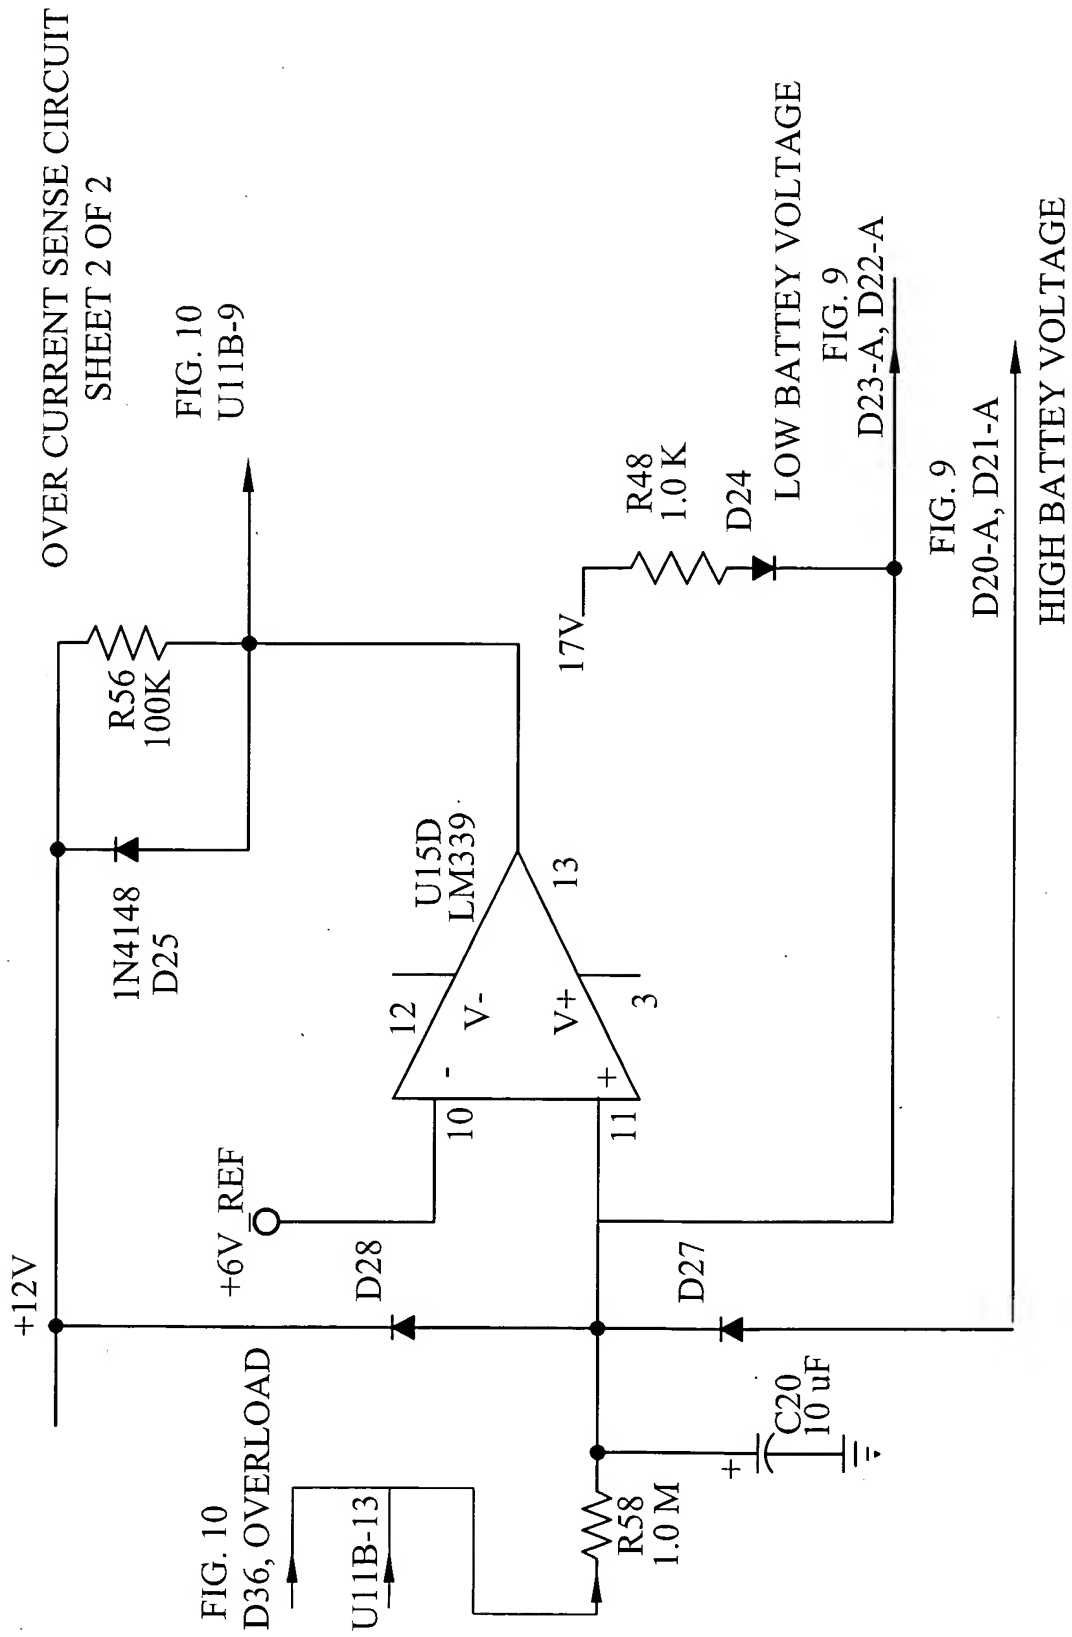 OVER CURRENT SENSE CIRCUIT
SHEET 2 OF 2
+12V
1N4148
D25
R56
100K
FIG. 10
U11B-9
+6V_REF
FIG. 10
D36, OVERLOAD
U11B-13
D28
10
11
-
+
12
V-
V+
3
U15D
LM339
13
17V
R48
1.0 K
D24
LOW BATTEY VOLTAGE
FIG. 9
D23-A, D22-A
R58
1.0 M
+
C20
10 uF
D27
FIG. 9
D20-A, D21-A
HIGH BATTEY VOLTAGE